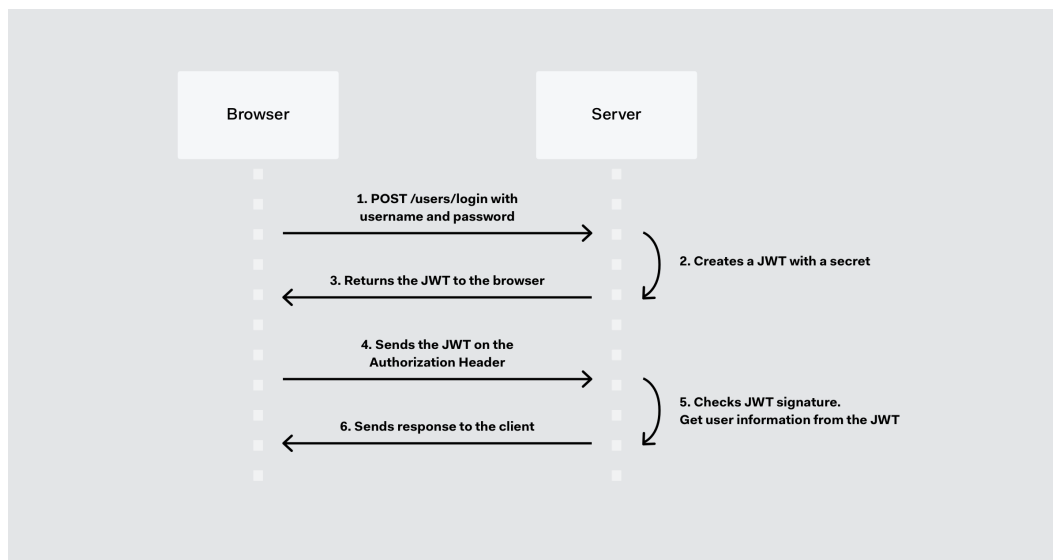 Browser
Server
1. POST /users/login with
username and password
2. Creates a JWT with a secret
3. Returns the JWT to the browser
4. Sends the JWT on the
Authorization Header
5. Checks JWT signature.
Get user information from the JWT
6. Sends response to the client